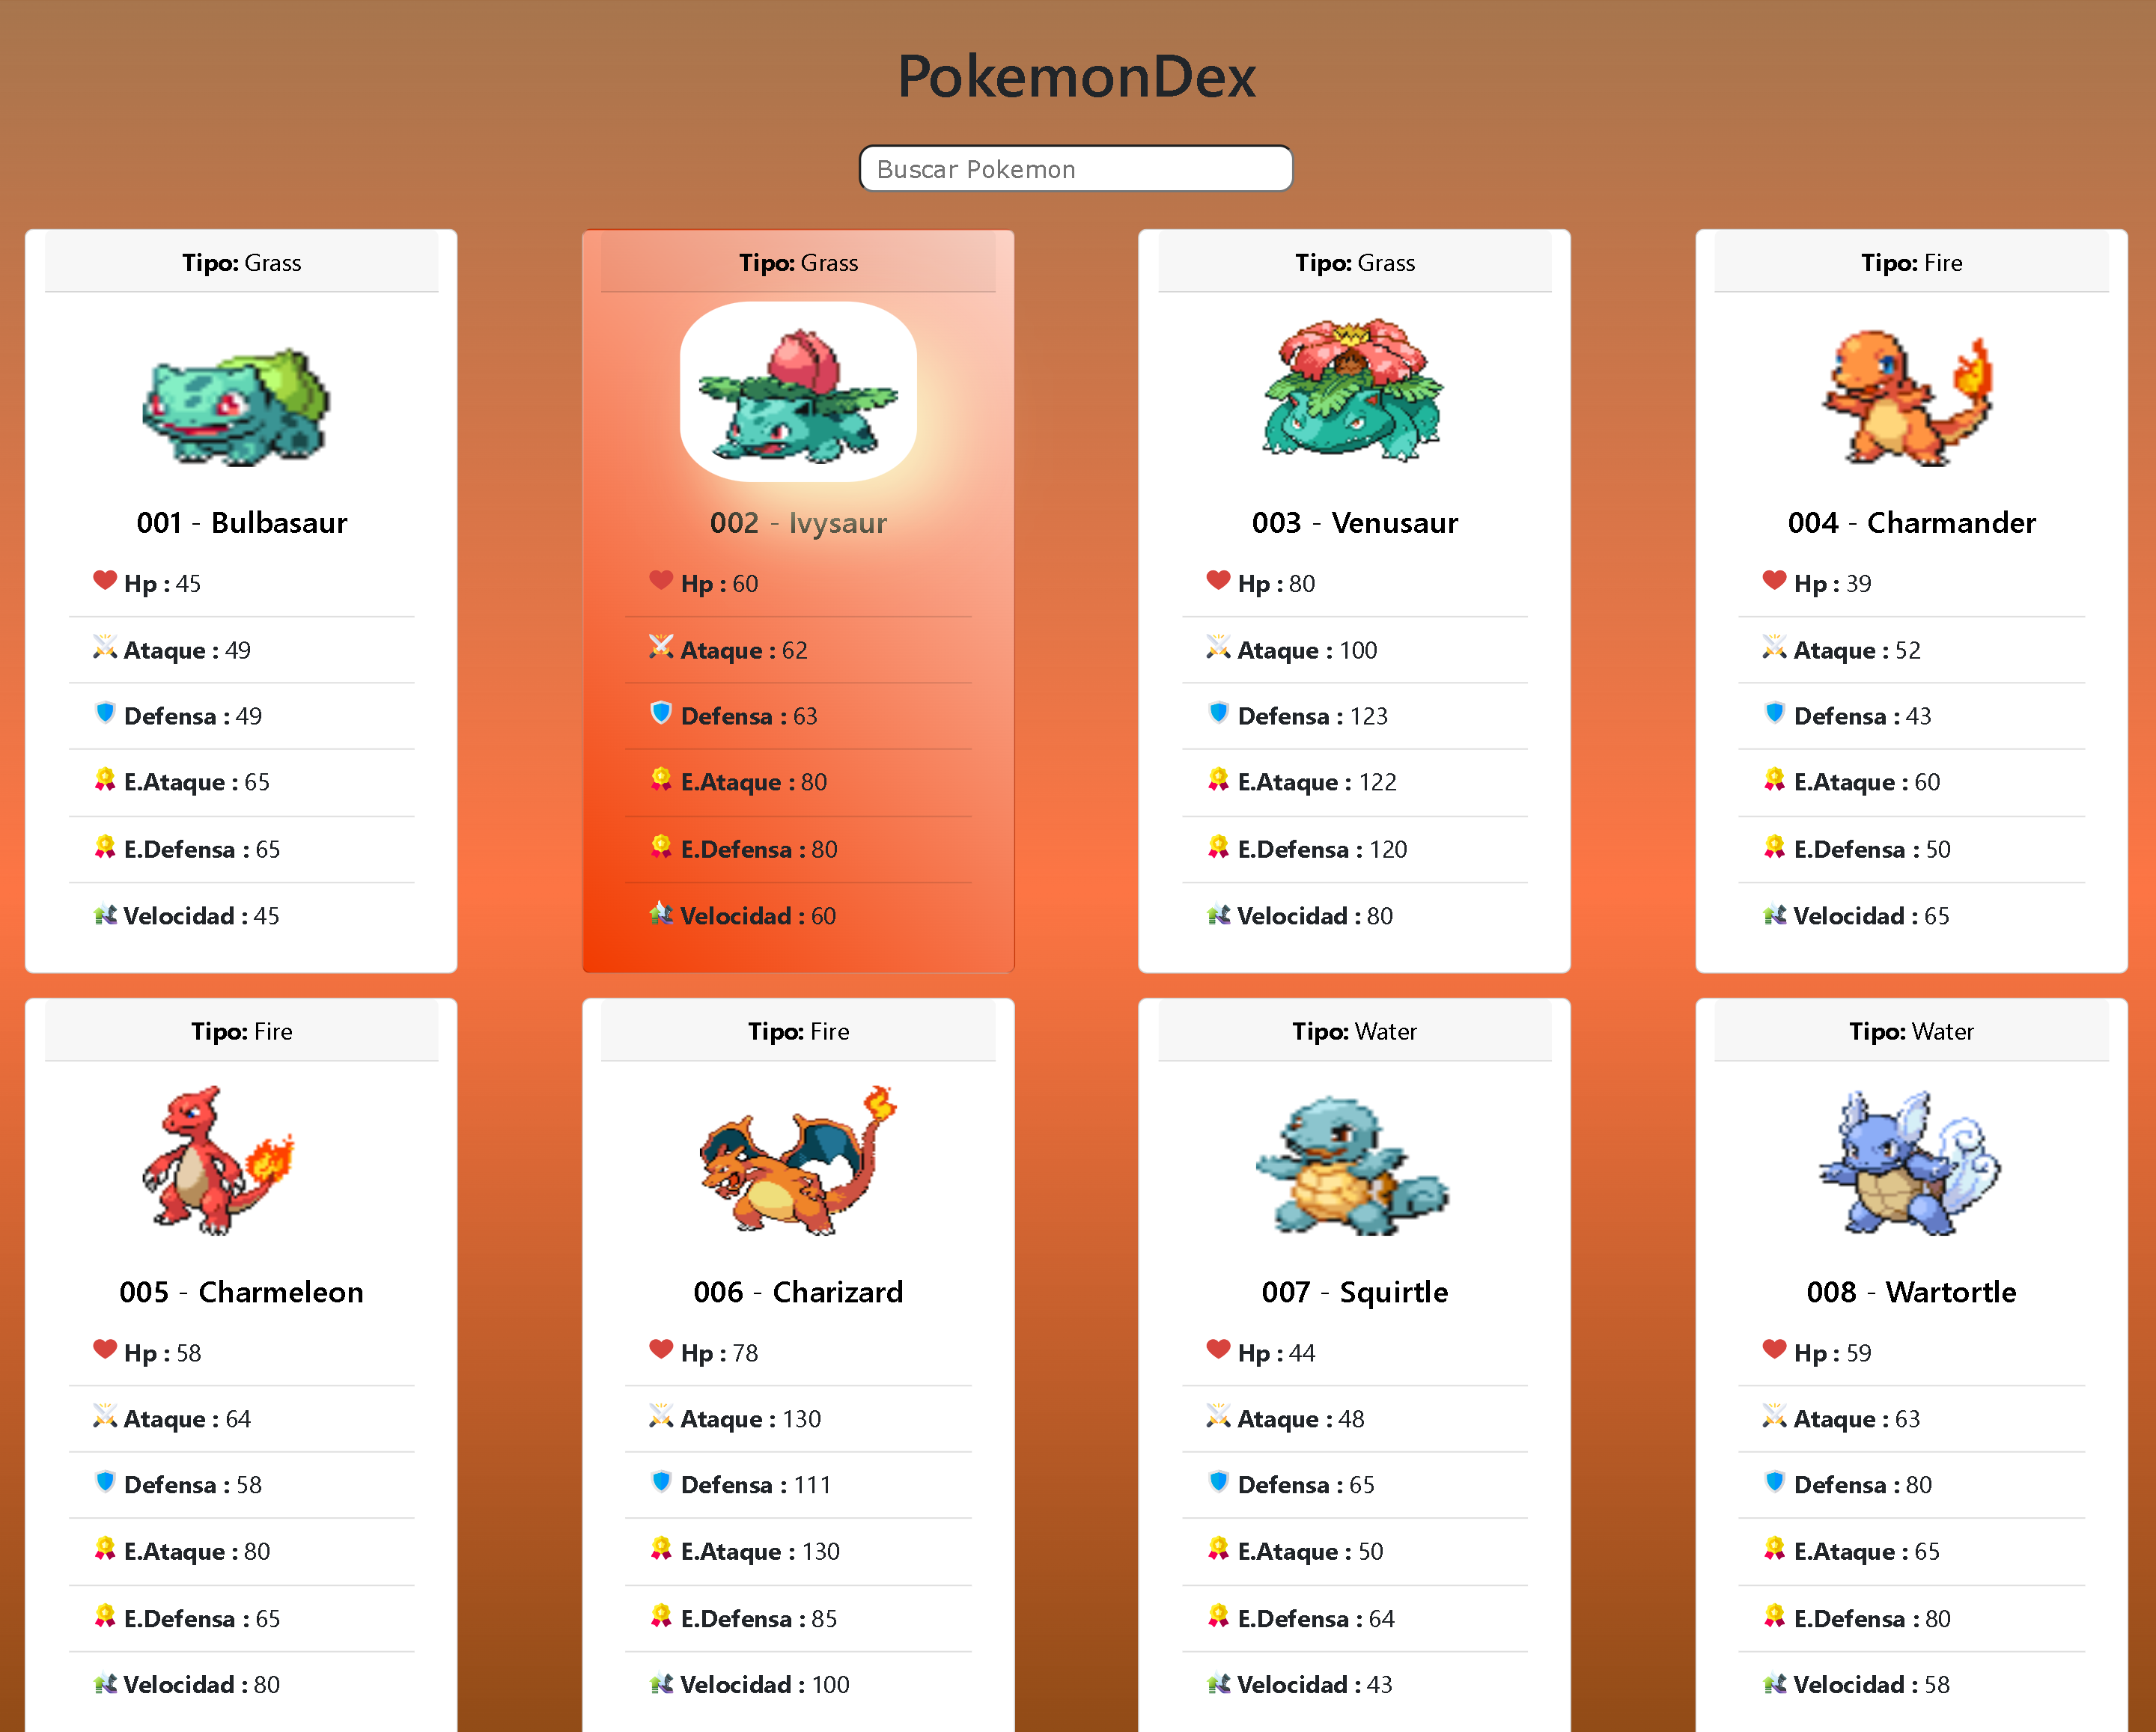 PokemonDex
Buscar Pokemon
Tipo: Grass
001 - Bulbasaur
Hp : 45
Ataque : 49
Defensa : 49
E.Ataque : 65
E.Defensa : 65
Velocidad : 45
Tipo: Grass
002 - Ivysaur
Hp : 60
Ataque : 62
Defensa : 63
E.Ataque : 80
E.Defensa : 80
Velocidad : 60
Tipo: Grass
003 - Venusaur
Hp : 80
Ataque : 100
Defensa : 123
E.Ataque : 122
E.Defensa : 120
Velocidad : 80
Tipo: Fire
004 - Charmander
Hp : 39
Ataque : 52
Defensa : 43
E.Ataque : 60
E.Defensa : 50
Velocidad : 65
Tipo: Fire
005 - Charmeleon
Hp : 58
Ataque : 64
Defensa : 58
E.Ataque : 80
E.Defensa : 65
Velocidad : 80
Tipo: Fire
006 - Charizard
Hp : 78
Ataque : 130
Defensa : 111
E.Ataque : 130
E.Defensa : 85
Velocidad : 100
Tipo: Water
007 - Squirtle
Hp : 44
Ataque : 48
Defensa : 65
E.Ataque : 50
E.Defensa : 64
Velocidad : 43
Tipo: Water
008 - Wartortle
Hp : 59
Ataque : 63
Defensa : 80
E.Ataque : 65
E.Defensa : 80
Velocidad : 58